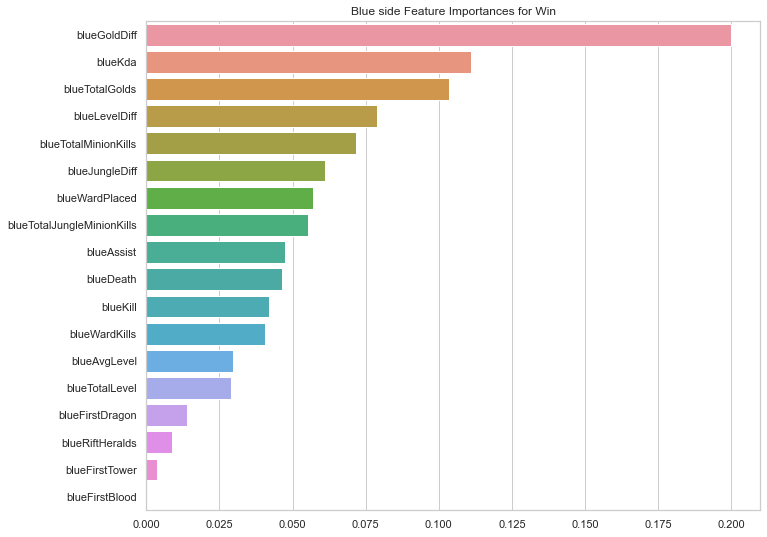 Blue side Feature Importances for Win
blueGoldDiff
blueKda
blueTotalGolds
blueLevelDiff
blueTotalMinionKills
blueJungleDiff
blueWardPlaced
blueTotalJungleMinionKills
blueAssist
blueDeath
blueKill
blueWardKills
blueAvgLevel
blueTotalLevel
blueFirstDragon
blueRiftHeralds
blueFirstTower
blueFirstBlood
0.000 0.025 0.050 0.075 0.100 0.125 0.150 0.175 0.200